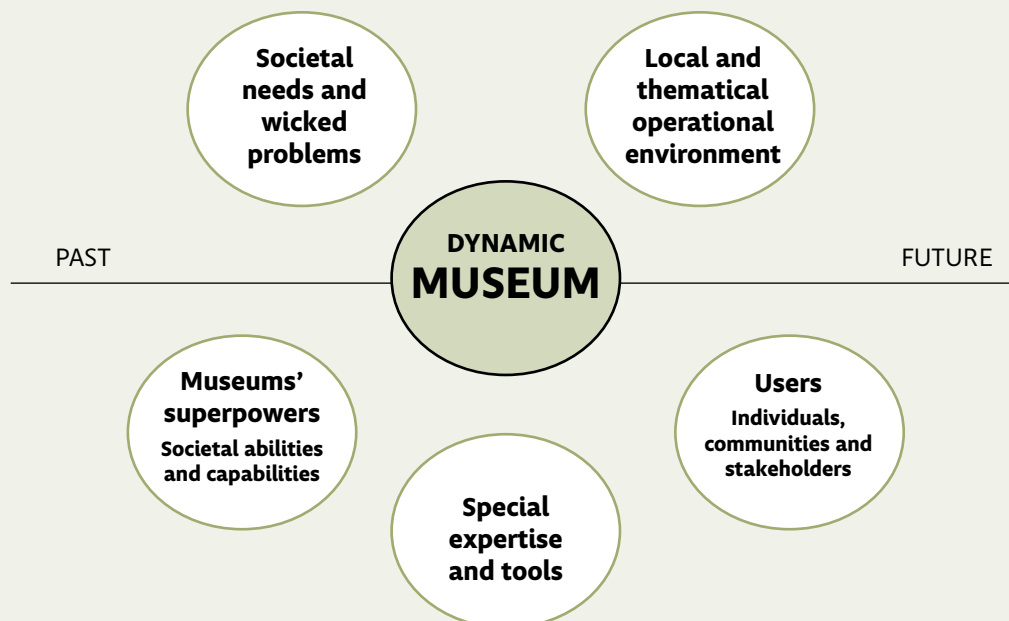 Societal
needs and
wicked
problems
Local and
thematical
operational
environment
PAST
DYNAMIC
MUSEUM
FUTURE
Museums’
superpowers
Societal abilities
and capabilities
Users
Individuals,
communities and
stakeholders
Special
expertise
and tools